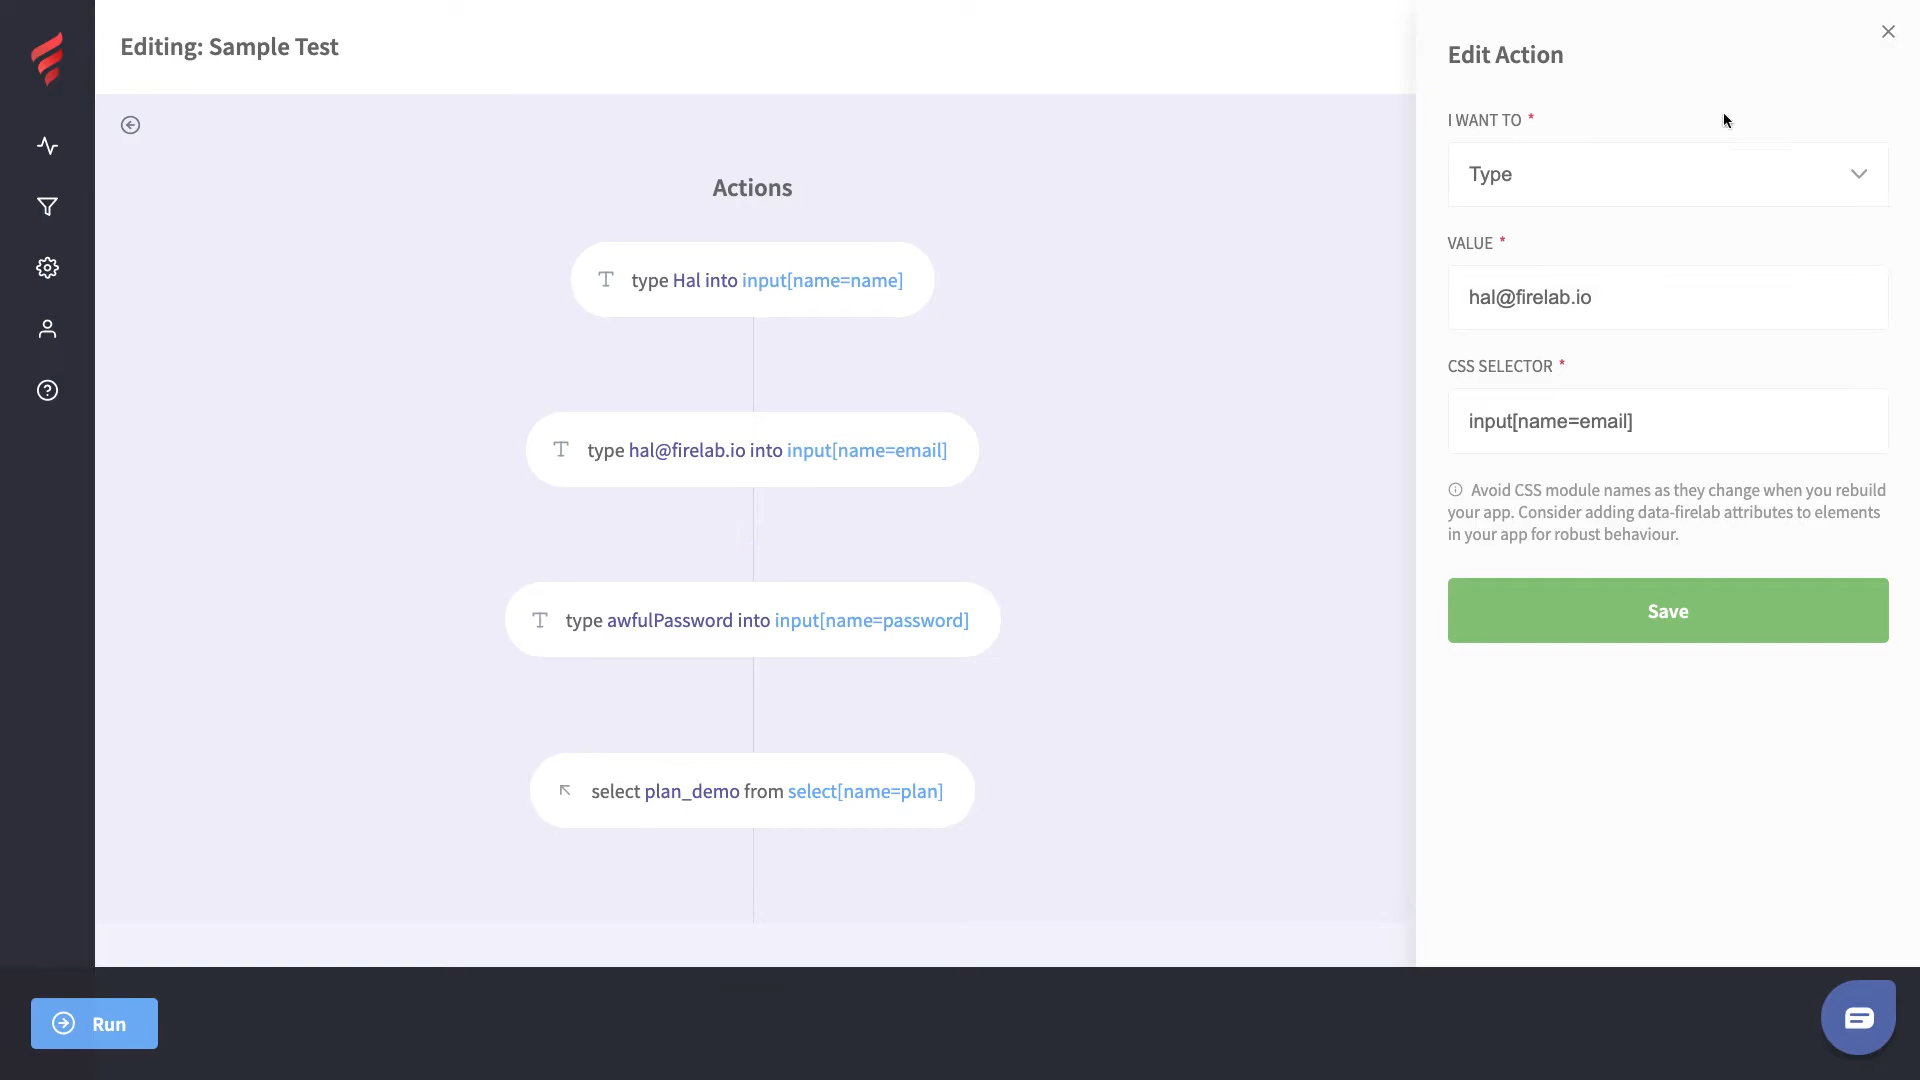 Editing: Sample Test
Actions
type Hal into input[name=name]
type hal@firelab.io into input[name=email]
type awfulPassword into input[name=password]
select plan_demo from select[name=plan]
Run
Edit Action
I WANT TO *
Type
VALUE *
hal@firelab.io
CSS SELECTOR *
input[name=email]
Avoid CSS module names as they change when you rebuild
your app. Consider adding data-firelab attributes to elements
in your app for robust behaviour.
Save